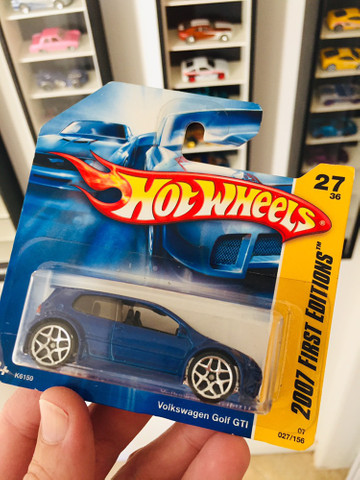 HOT WHEELS
27
36
2007 FIRST EDITIONS™
K6159
Volkswagen Golf GTI
07
027/156